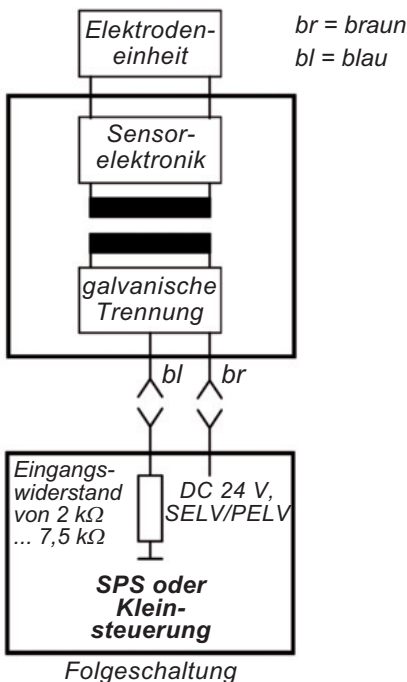 Elektroden-
einheit
br = braun
bl = blau
Sensor-
elektronik
galvanische
Trennung
bl
br
Eingangs-
widerstand
von 2 kΩ
... 7,5 kΩ
DC 24 V,
SELV/PELV
SPS oder
Klein-
steuerung
Folgeschaltung